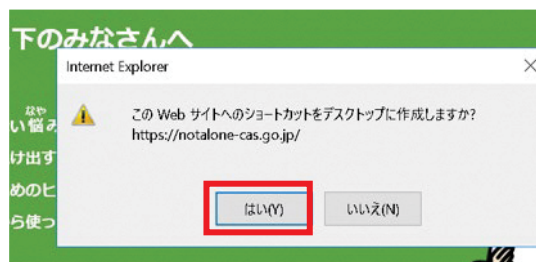 下のみなさんへ
Internet Explorer
なや
い悩み
この Web サイトへのショートカットをデスクトップに作成しますか?
https://notalone-cas.go.jp/
け出す
めのヒ
ら使っ
はい(Y)
いいえ(N)